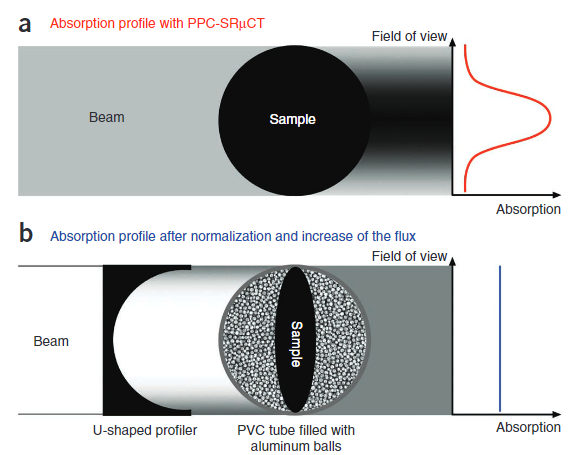 a Absorption profile with PPC-SRμCT
Field of view
Beam
Sample
Absorption
b Absorption profile after normalization and increase of the flux
Field of view
Beam
Sample
U-shaped profiler
PVC tube filled with
aluminum balls
Absorption